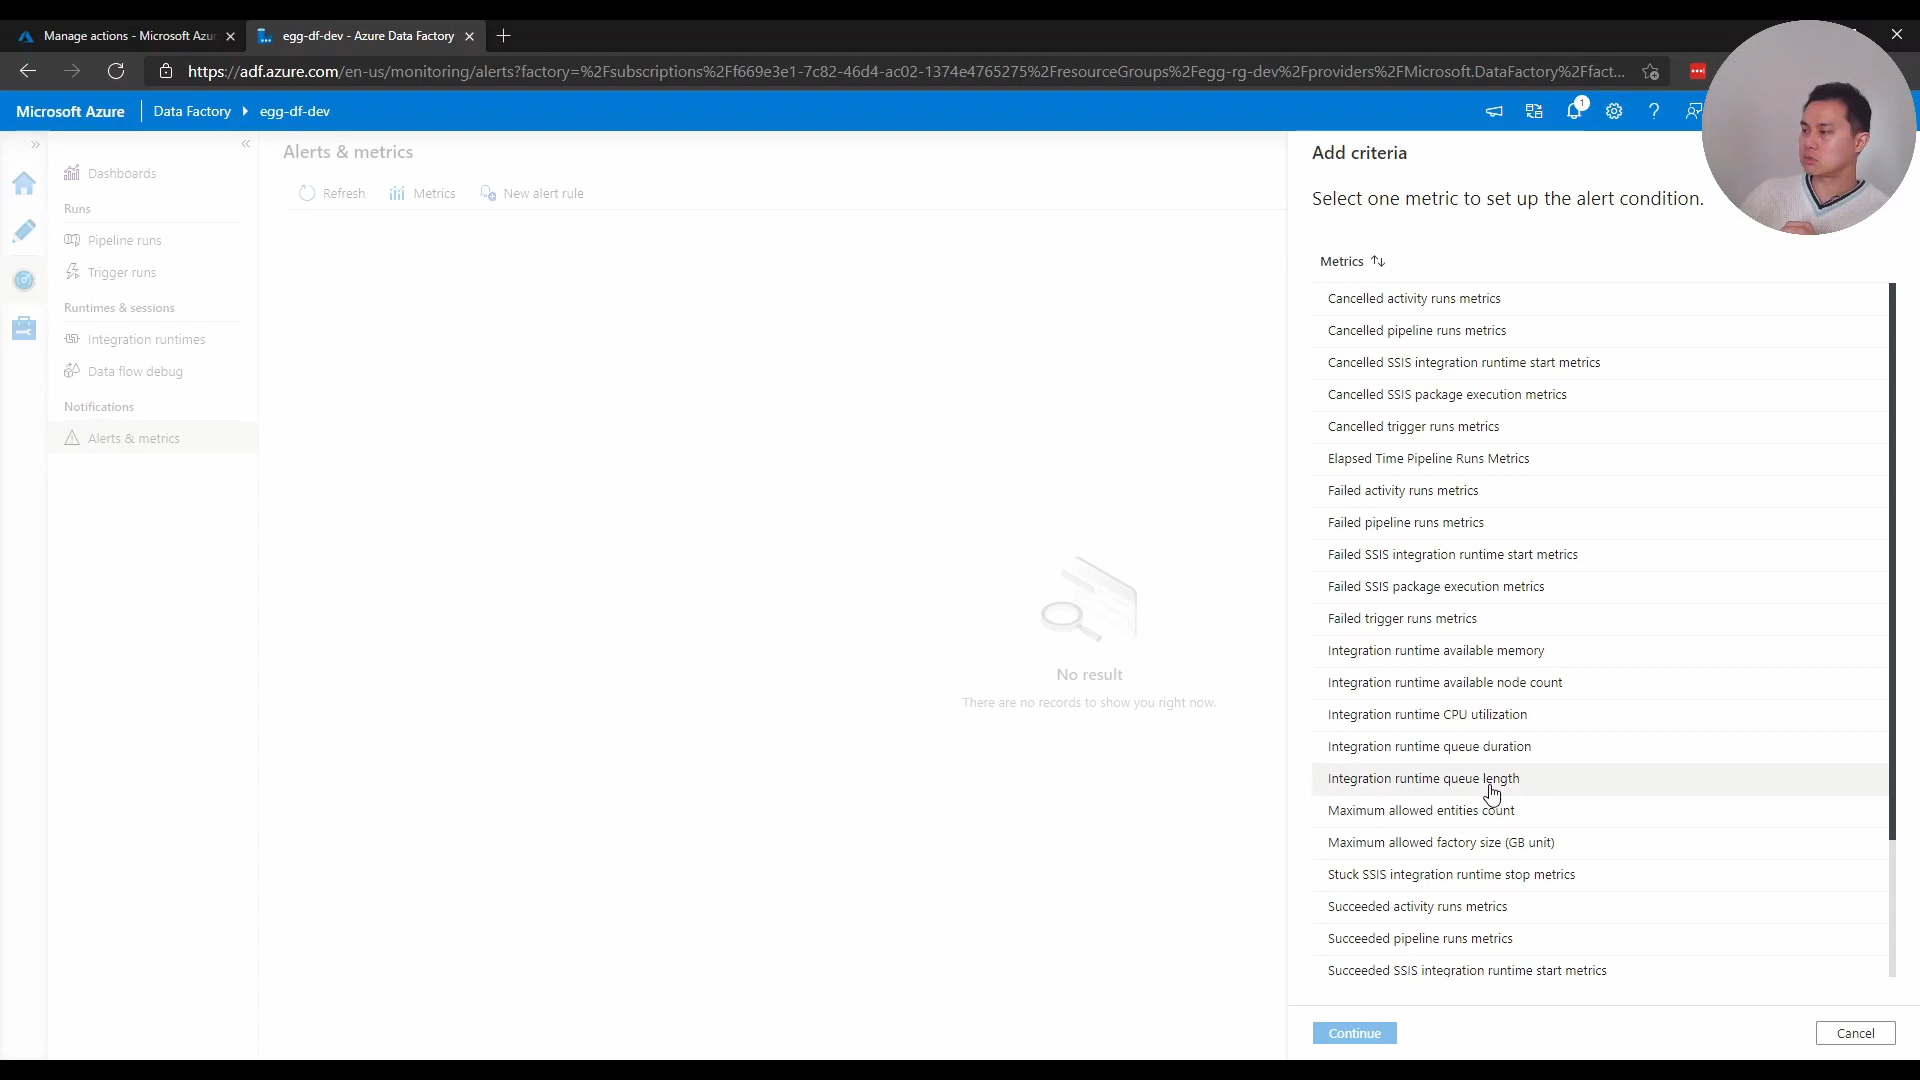 Manage actions - Microsoft Azur
egg-df-dev - Azure Data Factory
https://adf.azure.com/en-us/monitoring/alerts?factory=%2Fsubscriptions%2Ff669e3e1-7c82-46d4-ac02-1374e4765275%2FresourceGroups%2Fegg-rg-dev%2Fproviders%2FMicrosoft.DataFactory%2Ffact...
Microsoft Azure
Data Factory
egg-df-dev
1
?
Dashboards
Runs
Pipeline runs
Trigger runs
Runtimes & sessions
Integration runtimes
Data flow debug
Notifications
Alerts & metrics
Alerts & metrics
Refresh
Metrics
New alert rule
No result
There are no records to show you right now.
Add criteria
Select one metric to set up the alert condition.
Metrics
Cancelled activity runs metrics
Cancelled pipeline runs metrics
Cancelled SSIS integration runtime start metrics
Cancelled SSIS package execution metrics
Cancelled trigger runs metrics
Elapsed Time Pipeline Runs Metrics
Failed activity runs metrics
Failed pipeline runs metrics
Failed SSIS integration runtime start metrics
Failed SSIS package execution metrics
Failed trigger runs metrics
Integration runtime available memory
Integration runtime available node count
Integration runtime CPU utilization
Integration runtime queue duration
Integration runtime queue length
Maximum allowed entities count
Maximum allowed factory size (GB unit)
Stuck SSIS integration runtime stop metrics
Succeeded activity runs metrics
Succeeded pipeline runs metrics
Succeeded SSIS integration runtime start metrics
Continue
Cancel